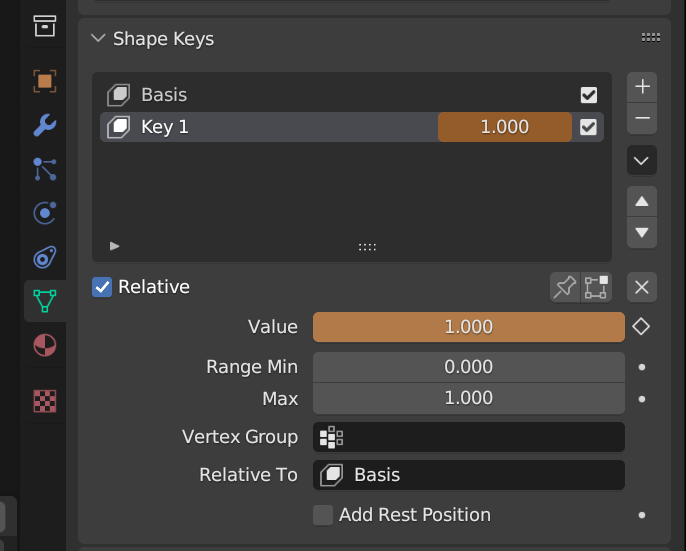 Shape Keys
Basis
Key 1 1.000
Relative
Value 1.000
Range Min 0.000
Max 1.000
Vertex Group
Relative To Basis
Add Rest Position